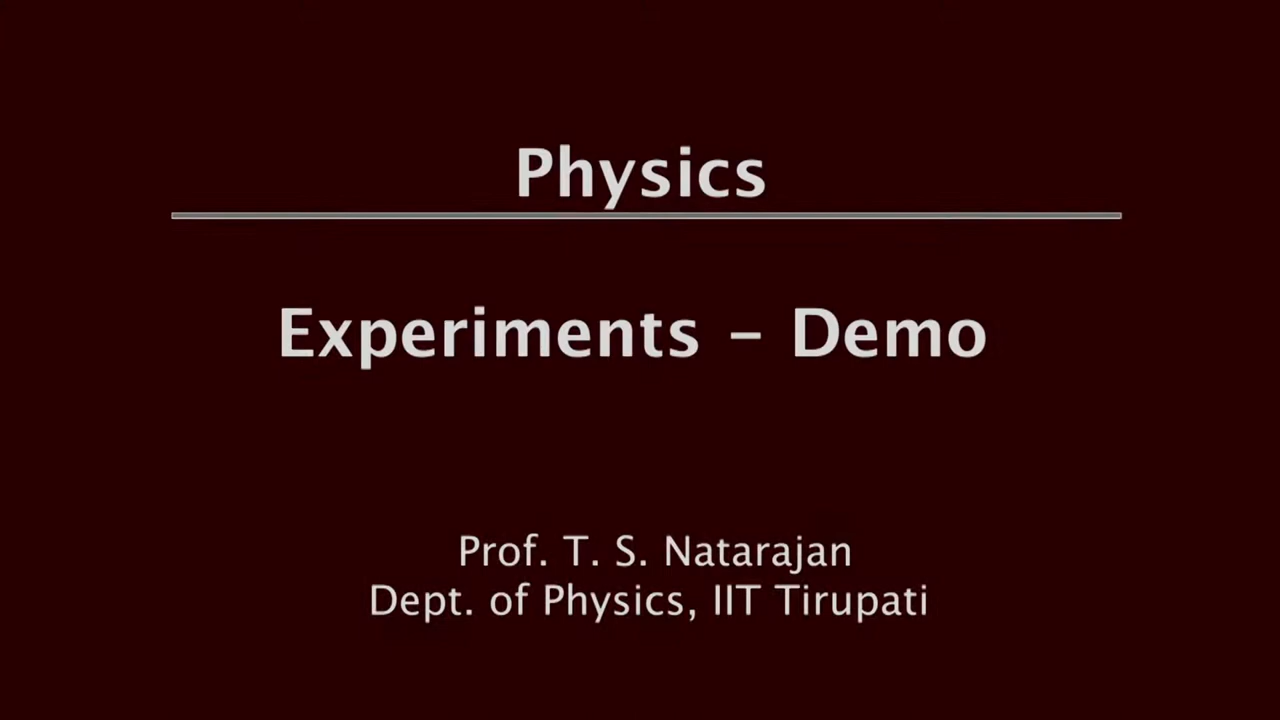 Physics
Experiments – Demo
Prof. T. S. Natarajan
Dept. of Physics, IIT Tirupati